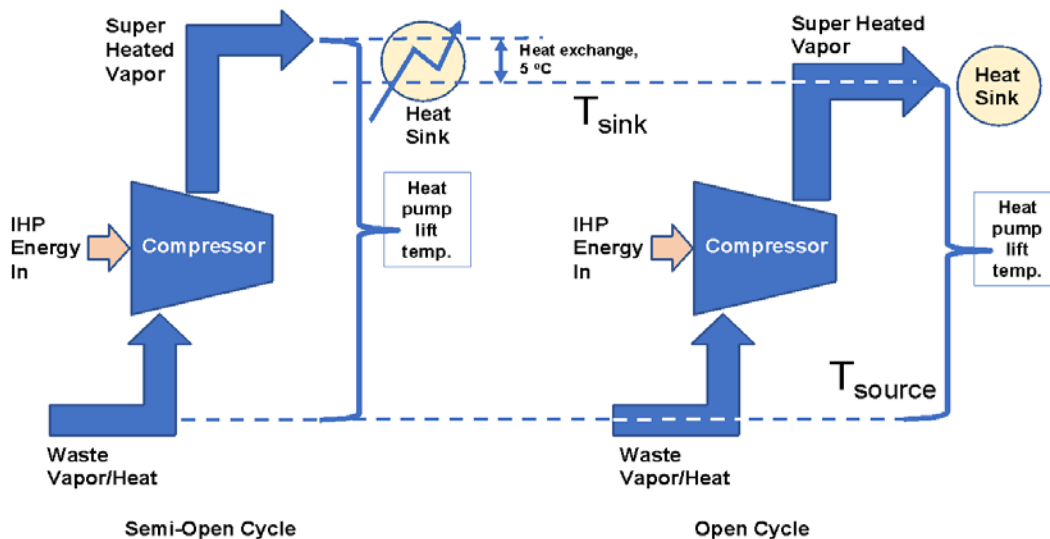 Super
Heated
Vapor
Heat exchange,
5 ºC
Heat
Sink
T sink
Heat
pump
lift
temp.
IHP
Energy
In
Compressor
Waste
Vapor/Heat
Semi-Open Cycle
Super Heated
Vapor
Heat
Sink
IHP
Energy
In
Compressor
Heat
pump
lift
temp.
T source
Waste
Vapor/Heat
Open Cycle